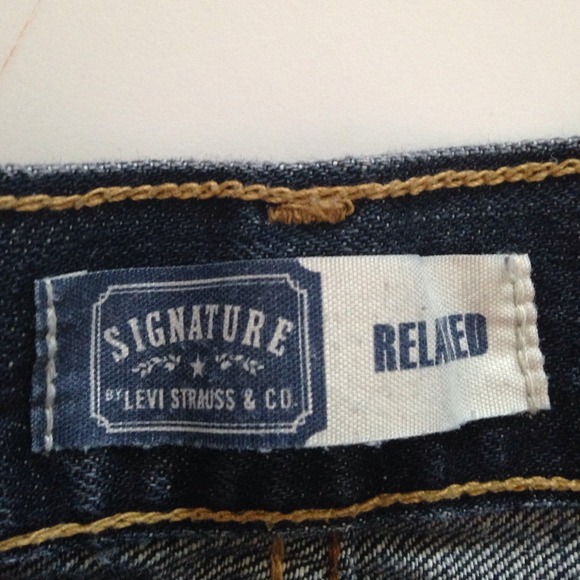 SIGNATURE
BY LEVI STRAUSS & CO.
RELAXED